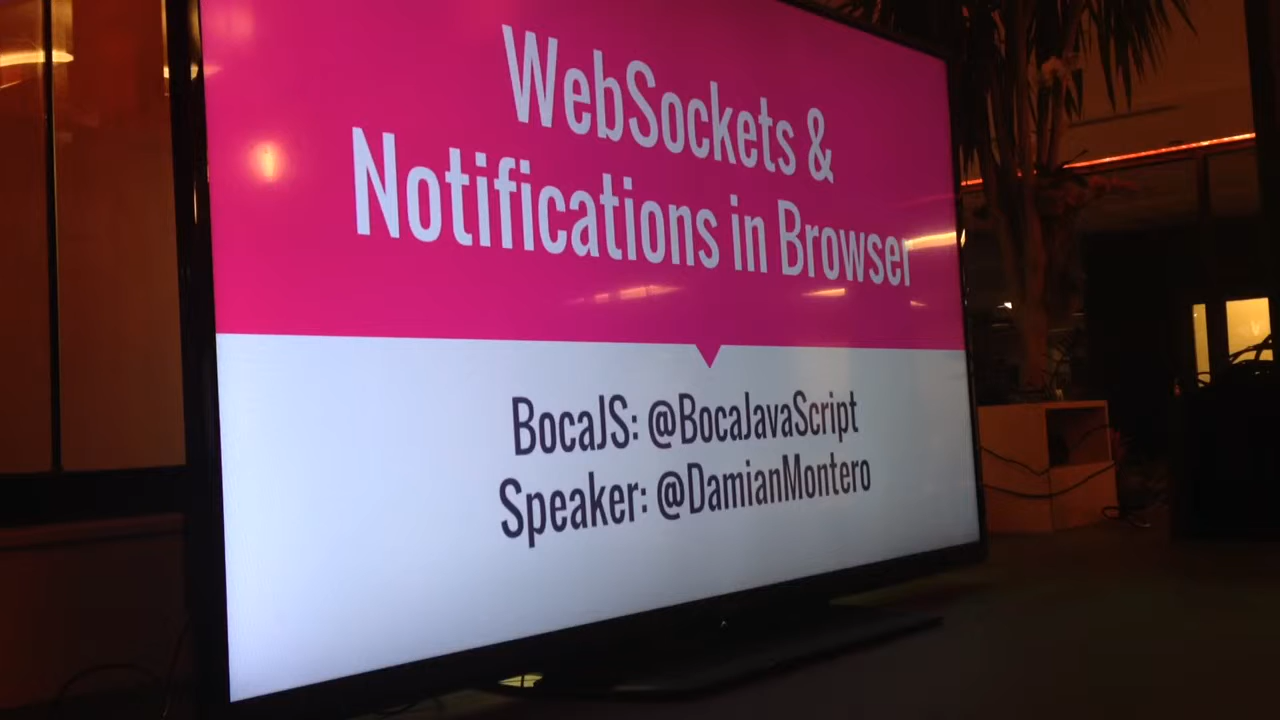 WebSockets &
Notifications in Browser
BocaJS: @BocaJavaScript
Speaker: @DamianMontero